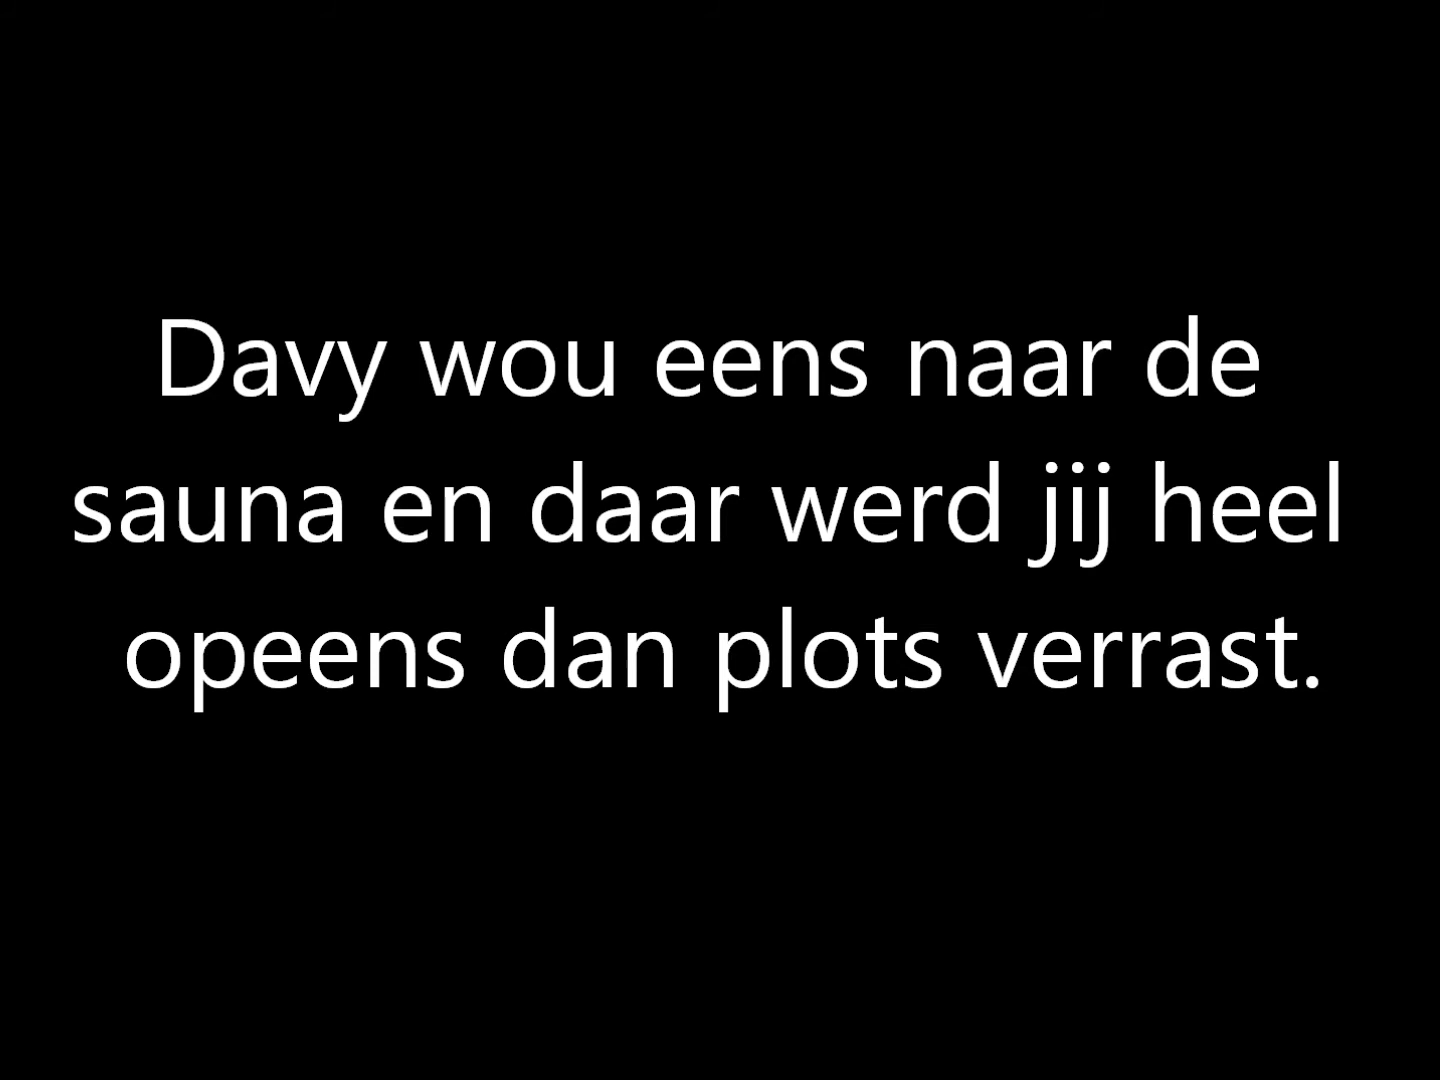 Davy wou eens naar de
sauna en daar werd jij heel
opeens dan plots verrast.